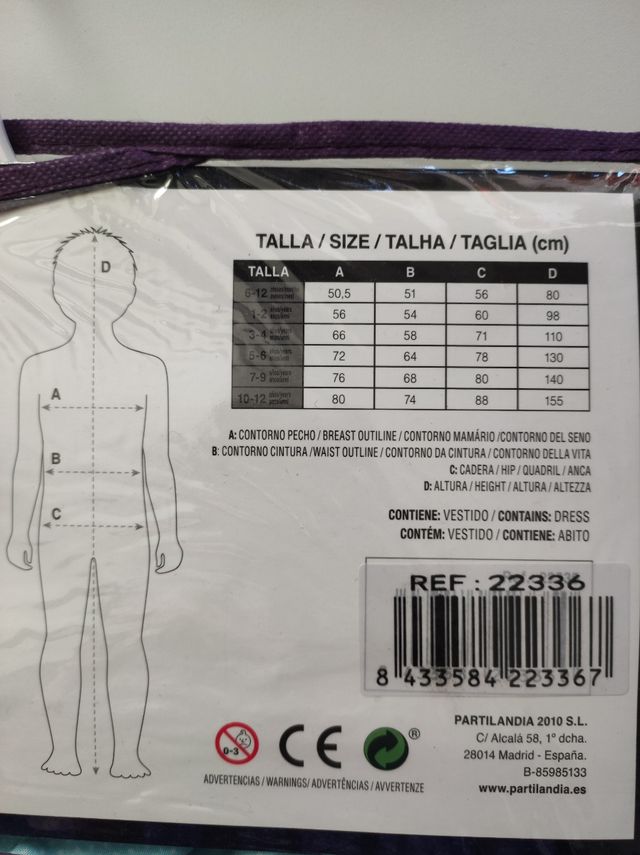 TALLA / SIZE / TALHA / TAGLIA (cm)
TALLA A B C D
6-12 50,5 51 56 80
1-2 56 54 60 98
3-4 66 58 71 110
5-6 72 64 78 130
7-9 76 68 80 140
10-12 80 74 88 155
D
A
B
C
A: CONTORNO PECHO / BREAST OUTILINE / CONTORNO MAMÁRIO /CONTORNO DEL SENO
B: CONTORNO CINTURA /WAIST OUTLINE / CONTORNO DA CINTURA / CONTORNO DELLA VITA
C: CADERA / HIP / QUADRIL / ANCA
D: ALTURA / HEIGHT / ALTURA / ALTEZZA
CONTIENE: VESTIDO / CONTAINS: DRESS
CONTÉM: VESTIDO / CONTIENE: ABITO
REF : 22336
8 433584 223367
0-3
CE
®
ADVERTENCIAS / WARNINGS/ ADVERTÊNCIAS / AVVERTENZE
PARTILANDIA 2010 S.L.
C/ Alcalá 58, 1º dcha.
28014 Madrid - España.
B-85985133
www.partilandia.es